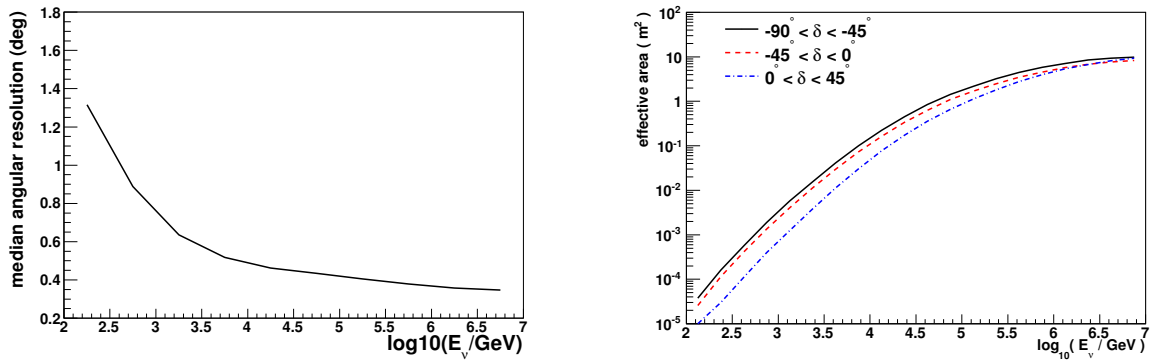 median angular resolution (deg)
1.8
1.6
1.4
1.2
1
0.8
0.6
0.4
0.2
2 2.5 3 3.5 4 4.5 5 5.5 6 6.5 7
log10(E_ν/GeV)
effective area ( m²)
10²
10
1
10⁻¹
10⁻²
10⁻³
10⁻⁴
10⁻⁵
-90° < δ < -45°
-45° < δ < 0°
0° < δ < 45°
2 2.5 3 3.5 4 4.5 5 5.5 6 6.5 7
log₁₀( E_ν / GeV )